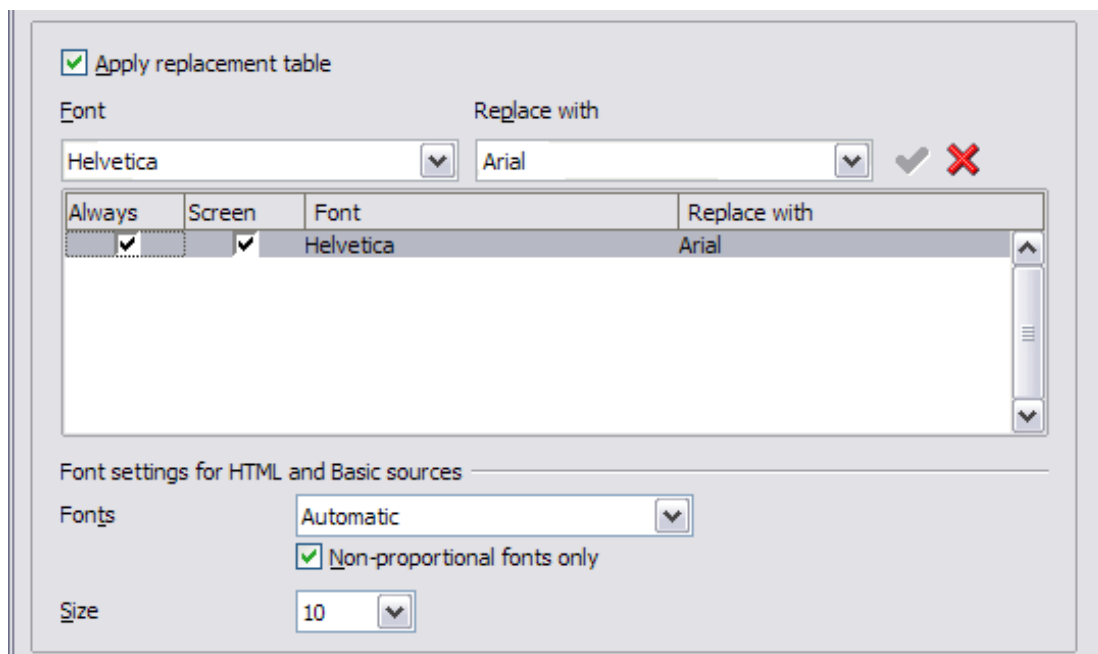 Apply replacement table
Font Replace with
Helvetica Arial
Always Screen Font Replace with
Helvetica Arial
Font settings for HTML and Basic sources
Fonts Automatic
Non-proportional fonts only
Size 10